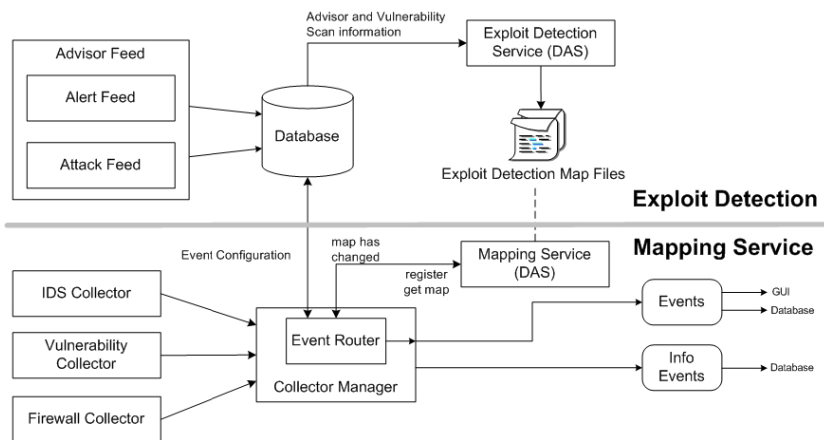 Advisor and Vulnerability
Scan information
Exploit Detection
Service (DAS)
Advisor Feed
Alert Feed
Attack Feed
Database
Exploit Detection Map Files
Exploit Detection
Mapping Service
Event Configuration
map has
changed
register
get map
Mapping Service
(DAS)
IDS Collector
Vulnerability
Collector
Firewall Collector
Event Router
Collector Manager
Events
GUI
Database
Info
Events
Database